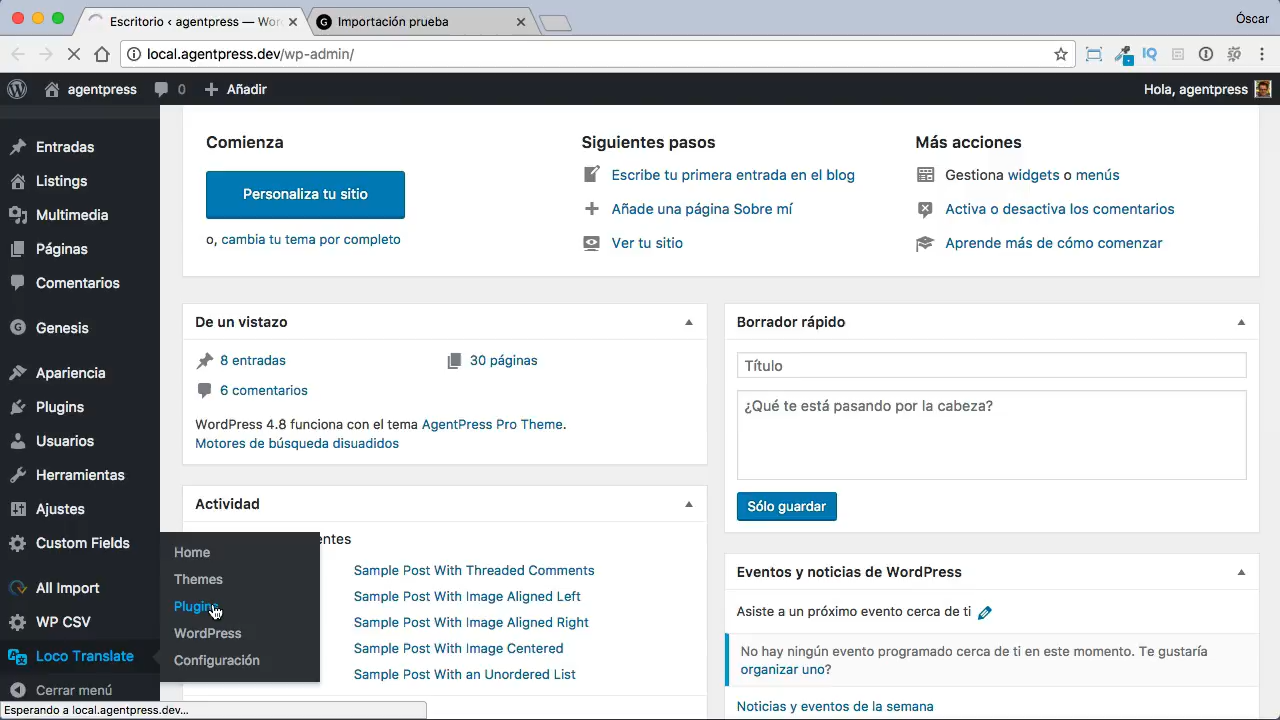 Escritorio ‹ agentpress — Wor
Importación prueba
Óscar
local.agentpress.dev/wp-admin/
agentpress
0
Añadir
Hola, agentpress
Entradas
Listings
Multimedia
Páginas
Comentarios
Genesis
Apariencia
Plugins
Usuarios
Herramientas
Ajustes
Custom Fields
All Import
WP CSV
Loco Translate
Cerrar menú
Home
Themes
Plugins
WordPress
Configuración
Comienza
Personaliza tu sitio
o, cambia tu tema por completo
Siguientes pasos
Escribe tu primera entrada en el blog
Añade una página Sobre mí
Ver tu sitio
Más acciones
Gestiona widgets o menús
Activa o desactiva los comentarios
Aprende más de cómo comenzar
De un vistazo
8 entradas
30 páginas
6 comentarios
WordPress 4.8 funciona con el tema AgentPress Pro Theme.
Motores de búsqueda disuadidos
Actividad
entes
Sample Post With Threaded Comments
Sample Post With Image Aligned Left
Sample Post With Image Aligned Right
Sample Post With Image Centered
Sample Post With an Unordered List
Borrador rápido
Título
¿Qué te está pasando por la cabeza?
Sólo guardar
Eventos y noticias de WordPress
Asiste a un próximo evento cerca de ti
No hay ningún evento programado cerca de ti en este momento. Te gustaría
organizar uno?
Noticias y eventos de la semana
Esperando a local.agentpress.dev...